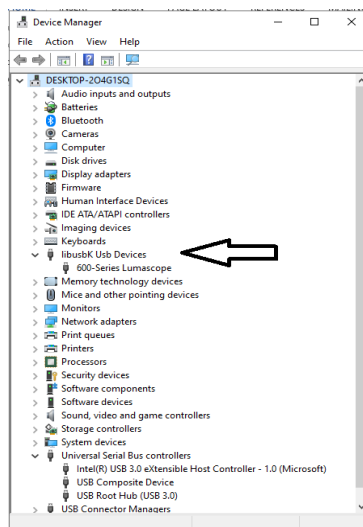 Device Manager
File Action View Help
DESKTOP-2O4G1SQ
Audio inputs and outputs
Batteries
Bluetooth
Cameras
Computer
Disk drives
Display adapters
Firmware
Human Interface Devices
IDE ATA/ATAPI controllers
Imaging devices
Keyboards
libusbK Usb Devices
600-Series Lumascope
Memory technology devices
Mice and other pointing devices
Monitors
Network adapters
Print queues
Printers
Processors
Security devices
Software components
Software devices
Sound, video and game controllers
Storage controllers
System devices
Universal Serial Bus controllers
Intel(R) USB 3.0 eXtensible Host Controller - 1.0 (Microsoft)
USB Composite Device
USB Root Hub (USB 3.0)
USB Connector Managers